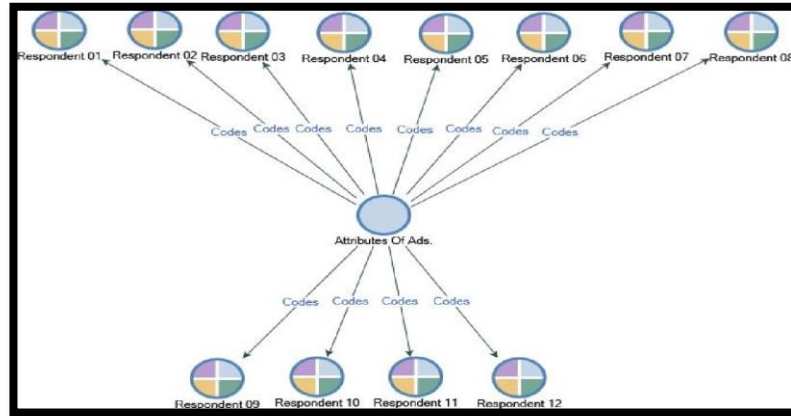 Respondent 01 Respondent 02 Respondent 03 Respondent 04 Respondent 05 Respondent 06 Respondent 07 Respondent 08
Codes Codes Codes Codes Codes Codes Codes Codes
Attributes Of Ads.
Codes Codes Codes Codes
Respondent 09 Respondent 10 Respondent 11 Respondent 12